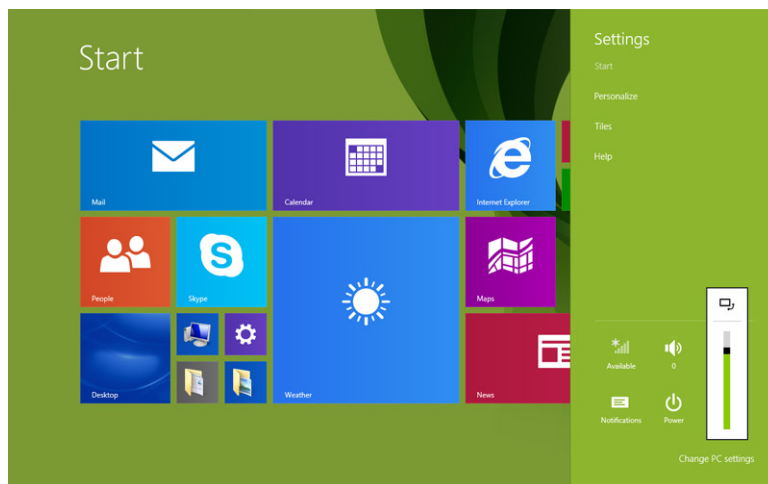 Start
Settings
Start
Personalize
Tiles
Help
Mail
Calendar
Internet Explorer
People
Skype
Maps
Desktop
Weather
News
Available
0
Notifications
Power
Change PC settings